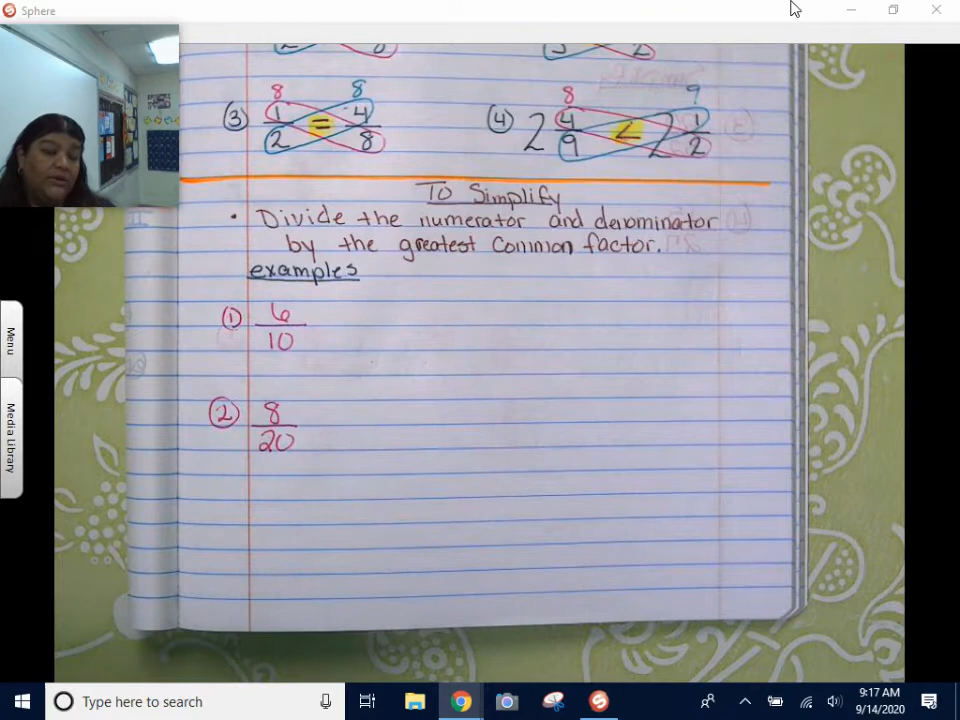 Sphere
8 8 9
③ 1/2 = 4/8 ④ 2 4/9 < 2 1/2
To Simplify
• Divide the numerator and denominator
by the greatest common factor.
examples
① 6/10
② 8/20
Menu
Media Library
Type here to search
9:17 AM
9/14/2020